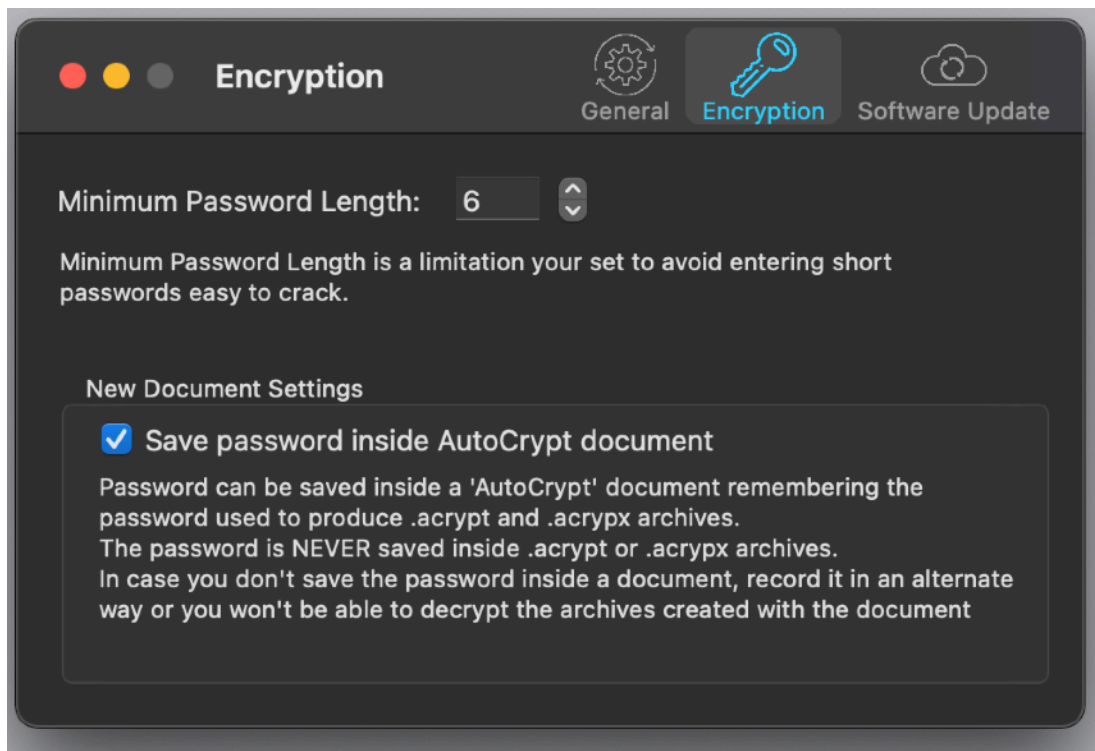 Encryption
General
Encryption
Software Update
Minimum Password Length:
6
Minimum Password Length is a limitation your set to avoid entering short
passwords easy to crack.
New Document Settings
Save password inside AutoCrypt document
Password can be saved inside a 'AutoCrypt' document remembering the
password used to produce .acrypt and .acrypx archives.
The password is NEVER saved inside .acrypt or .acrypx archives.
In case you don't save the password inside a document, record it in an alternate
way or you won't be able to decrypt the archives created with the document